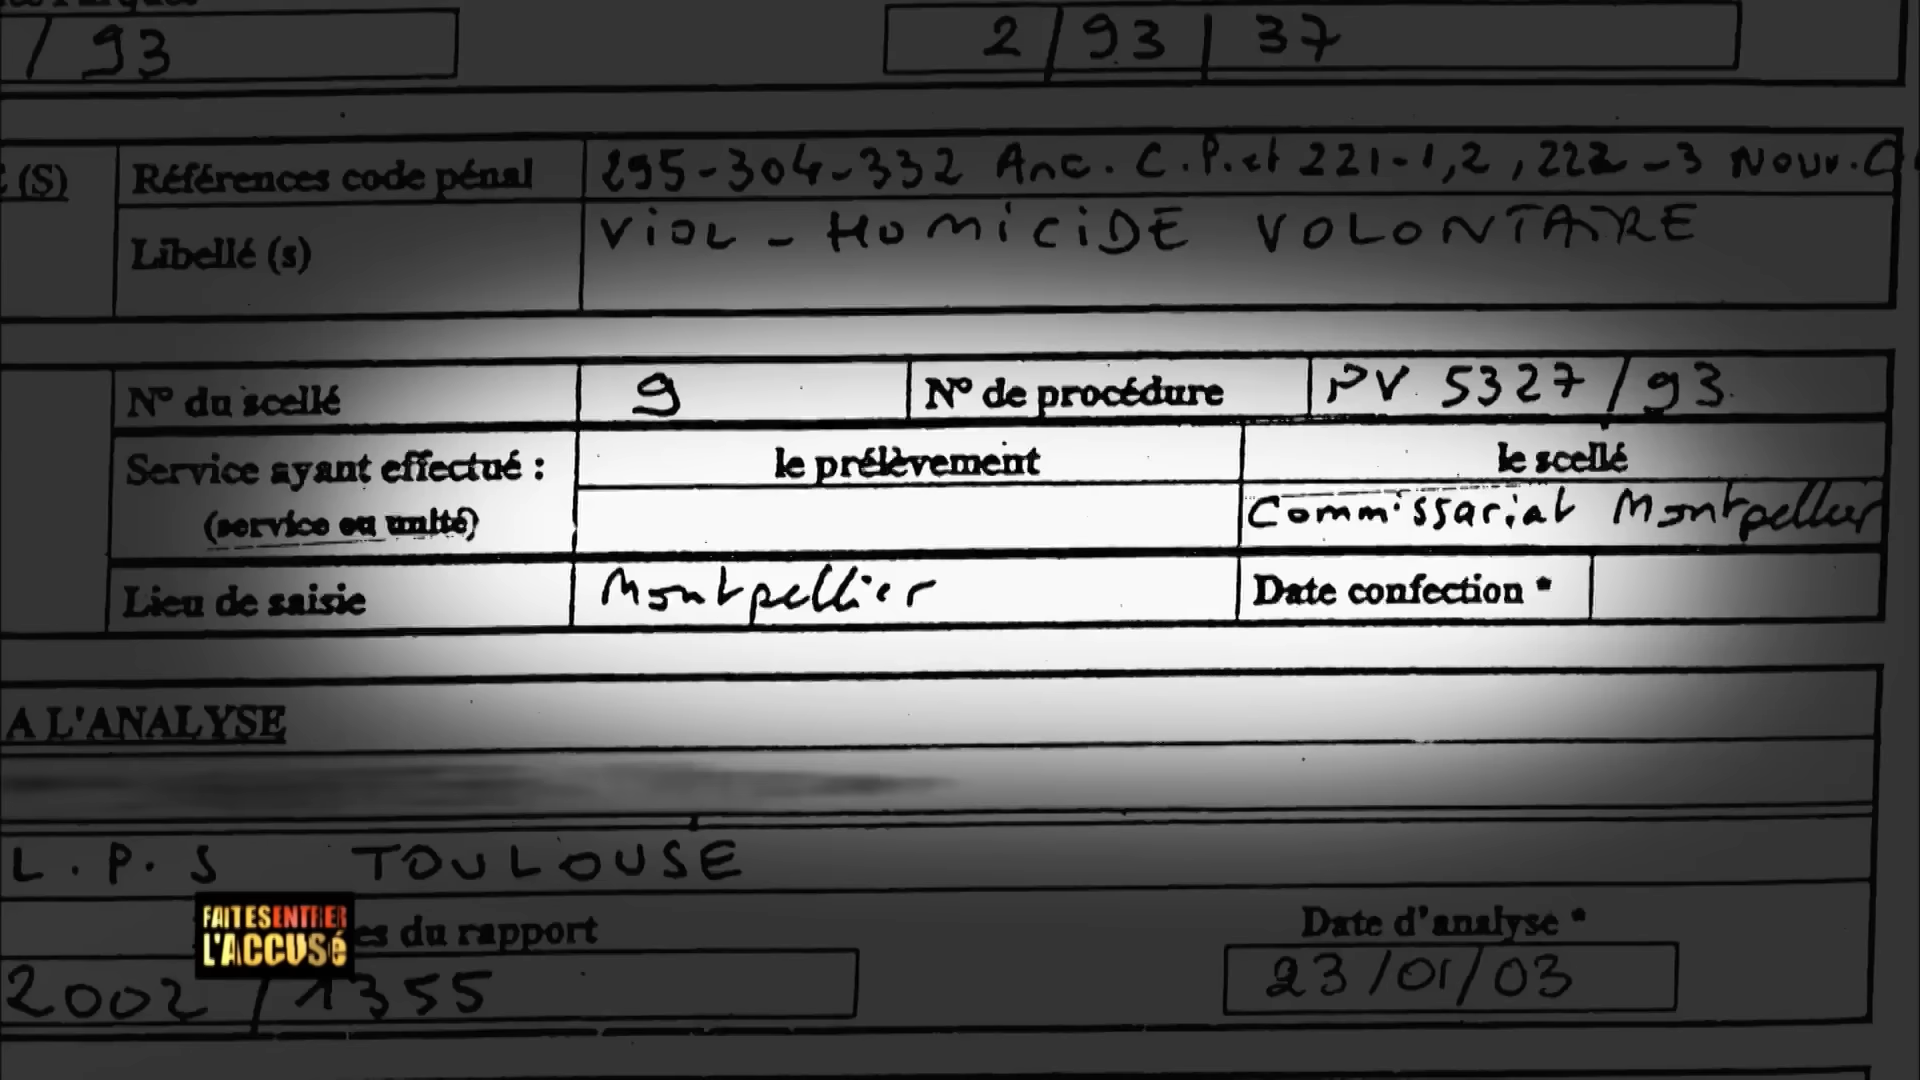 / 93
2 / 93 | 37
(S)
Références code pénal
295-304-332 Anc. C.P. et 221-1,2 , 222 - 3 Nouv. C
Libellé (s)
VIOL - HOMICIDE VOLONTAIRE
N° du scellé
9
N° de procédure
PV 5327 / 93
Service ayant effectué :
(service ou unité)
le prélèvement
le scellé
Commissariat Montpellier
Lieu de saisie
Montpellier
Date confection *
A L'ANALYSE
L.P.S TOULOUSE
es du rapport
Date d'analyse *
2002 / 1355
23/01/03
FAITES ENTRER
L'ACCUSé